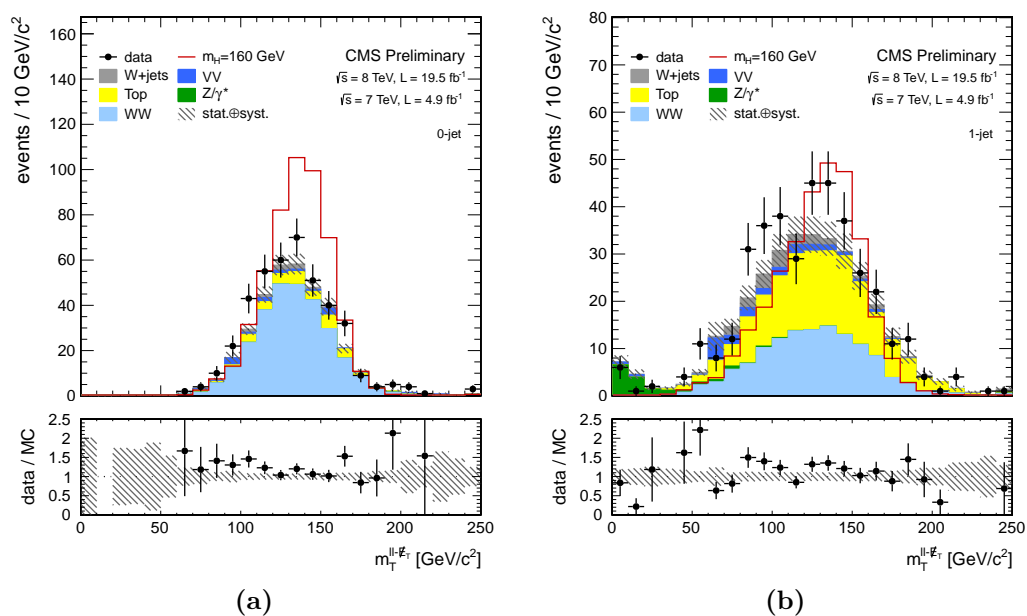 events / 10 GeV/c²
160
140
120
100
80
60
40
20
0
data
m_H=160 GeV
W+jets
VV
Top
Z/γ*
WW
stat.⊕syst.
CMS Preliminary
√s = 8 TeV, L = 19.5 fb⁻¹
√s = 7 TeV, L = 4.9 fb⁻¹
0-jet
data / MC
2.5
2
1.5
1
0.5
0
0 50 100 150 200 250
m_T^{ll-E̸_T} [GeV/c²]
(a)
events / 10 GeV/c²
80
70
60
50
40
30
20
10
0
data
m_H=160 GeV
W+jets
VV
Top
Z/γ*
WW
stat.⊕syst.
CMS Preliminary
√s = 8 TeV, L = 19.5 fb⁻¹
√s = 7 TeV, L = 4.9 fb⁻¹
1-jet
data / MC
2.5
2
1.5
1
0.5
0
0 50 100 150 200 250
m_T^{ll-E̸_T} [GeV/c²]
(b)